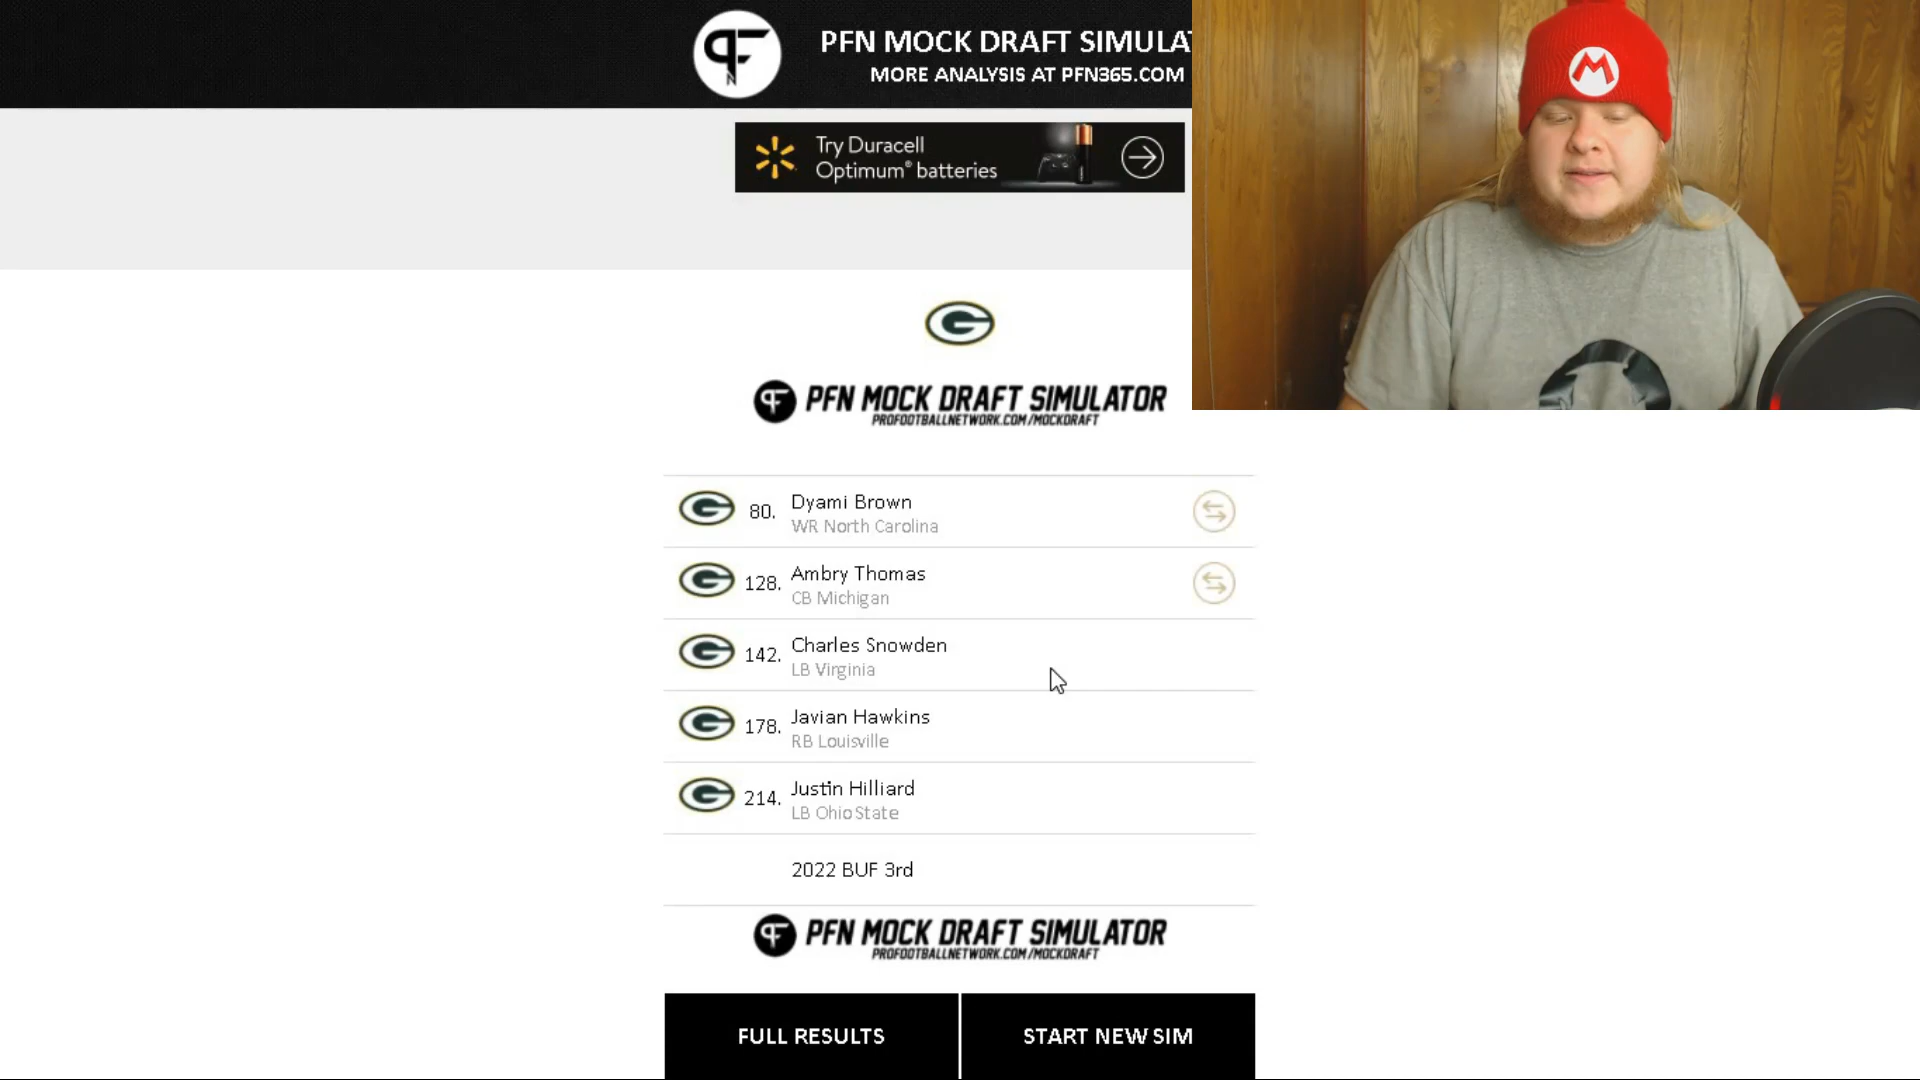 PFN MOCK DRAFT SIMULAT
MORE ANALYSIS AT PFN365.COM
Try Duracell
Optimum® batteries
M
PFN MOCK DRAFT SIMULATOR
PROFOOTBALLNETWORK.COM/MOCKDRAFT
80. Dyami Brown
WR North Carolina
128. Ambry Thomas
CB Michigan
142. Charles Snowden
LB Virginia
178. Javian Hawkins
RB Louisville
214. Justin Hilliard
LB Ohio State
2022 BUF 3rd
PFN MOCK DRAFT SIMULATOR
PROFOOTBALLNETWORK.COM/MOCKDRAFT
FULL RESULTS
START NEW SIM